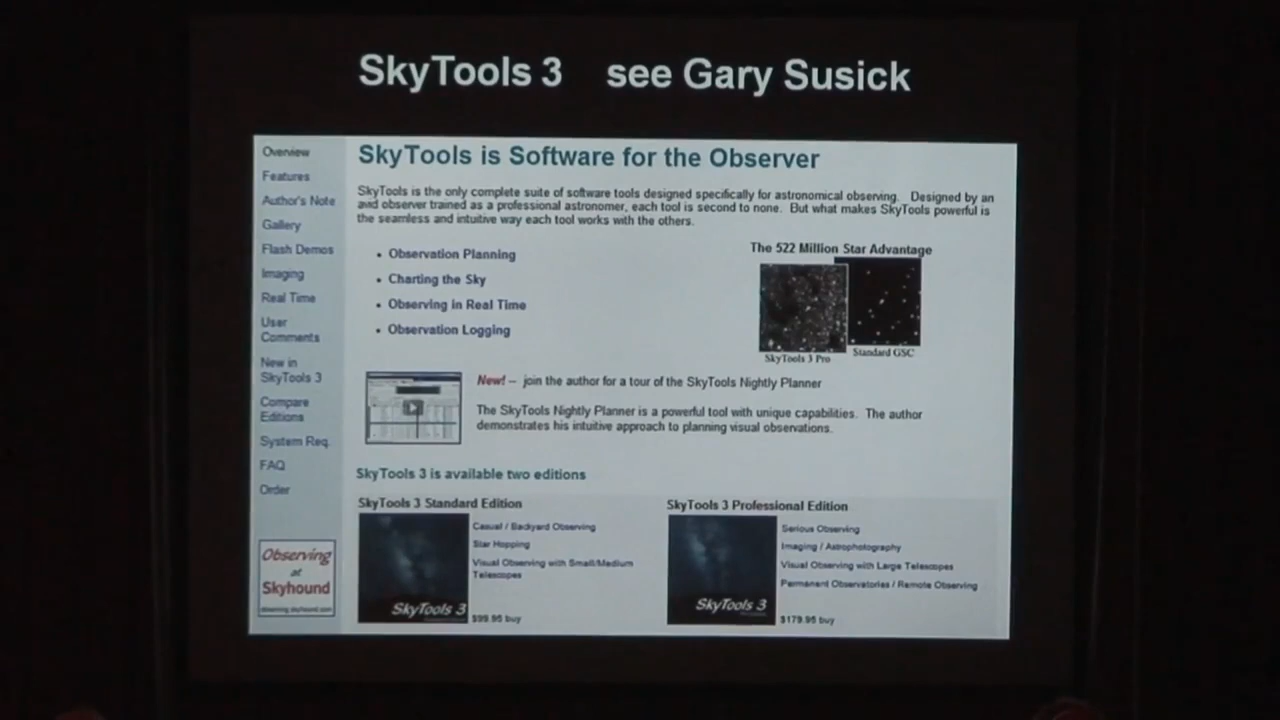 SkyTools 3 see Gary Susick
Overview
Features
Author's Note
Gallery
Flash Demos
Imaging
Real Time
User
Comments
New in
SkyTools 3
Compare
Editions
System Req.
FAQ
Order
Observing
at
Skyhound
observing.skyhound.com
SkyTools is Software for the Observer
SkyTools is the only complete suite of software tools designed specifically for astronomical observing. Designed by an
avid observer trained as a professional astronomer, each tool is second to none. But what makes SkyTools powerful is
the seamless and intuitive way each tool works with the others.
• Observation Planning
• Charting the Sky
• Observing in Real Time
• Observation Logging
The 522 Million Star Advantage
SkyTools 3 Pro
Standard GSC
New! – join the author for a tour of the SkyTools Nightly Planner
The SkyTools Nightly Planner is a powerful tool with unique capabilities. The author
demonstrates his intuitive approach to planning visual observations.
SkyTools 3 is available two editions
SkyTools 3 Standard Edition
Casual / Backyard Observing
Star Hopping
Visual Observing with Small/Medium
Telescopes
SkyTools 3
$99.95 buy
SkyTools 3 Professional Edition
Serious Observing
Imaging / Astrophotography
Visual Observing with Large Telescopes
Permanent Observatories / Remote Observing
SkyTools 3
$179.95 buy